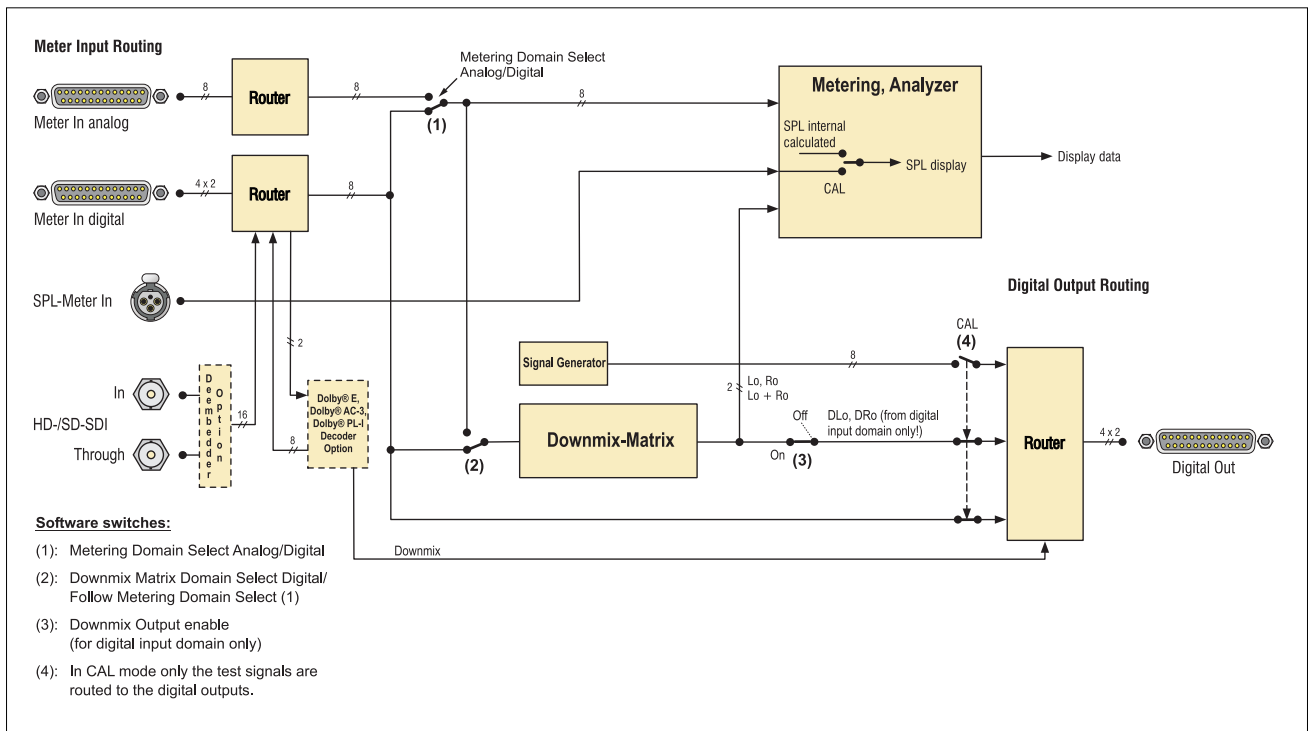 Meter Input Routing
Metering Domain Select
Analog/Digital
8
Router
8
Meter In analog
(1)
8
Metering, Analyzer
SPL internal
calculated
SPL display
CAL
Display data
4 x 2
Router
8
Meter In digital
SPL-Meter In
Digital Output Routing
2
CAL
(4)
Signal Generator
8
2
Lo, Ro
Lo + Ro
In
HD-/SD-SDI
Through
Deembedder
Option
16
8
Dolby® E,
Dolby® AC-3,
Dolby® PL-I
Decoder
Option
(2)
Downmix-Matrix
Off
On
(3)
DLo, DRo (from digital
input domain only!)
Router
4 x 2
Digital Out
Downmix
Software switches:
(1): Metering Domain Select Analog/Digital
(2): Downmix Matrix Domain Select Digital/
Follow Metering Domain Select (1)
(3): Downmix Output enable
(for digital input domain only)
(4): In CAL mode only the test signals are
routed to the digital outputs.